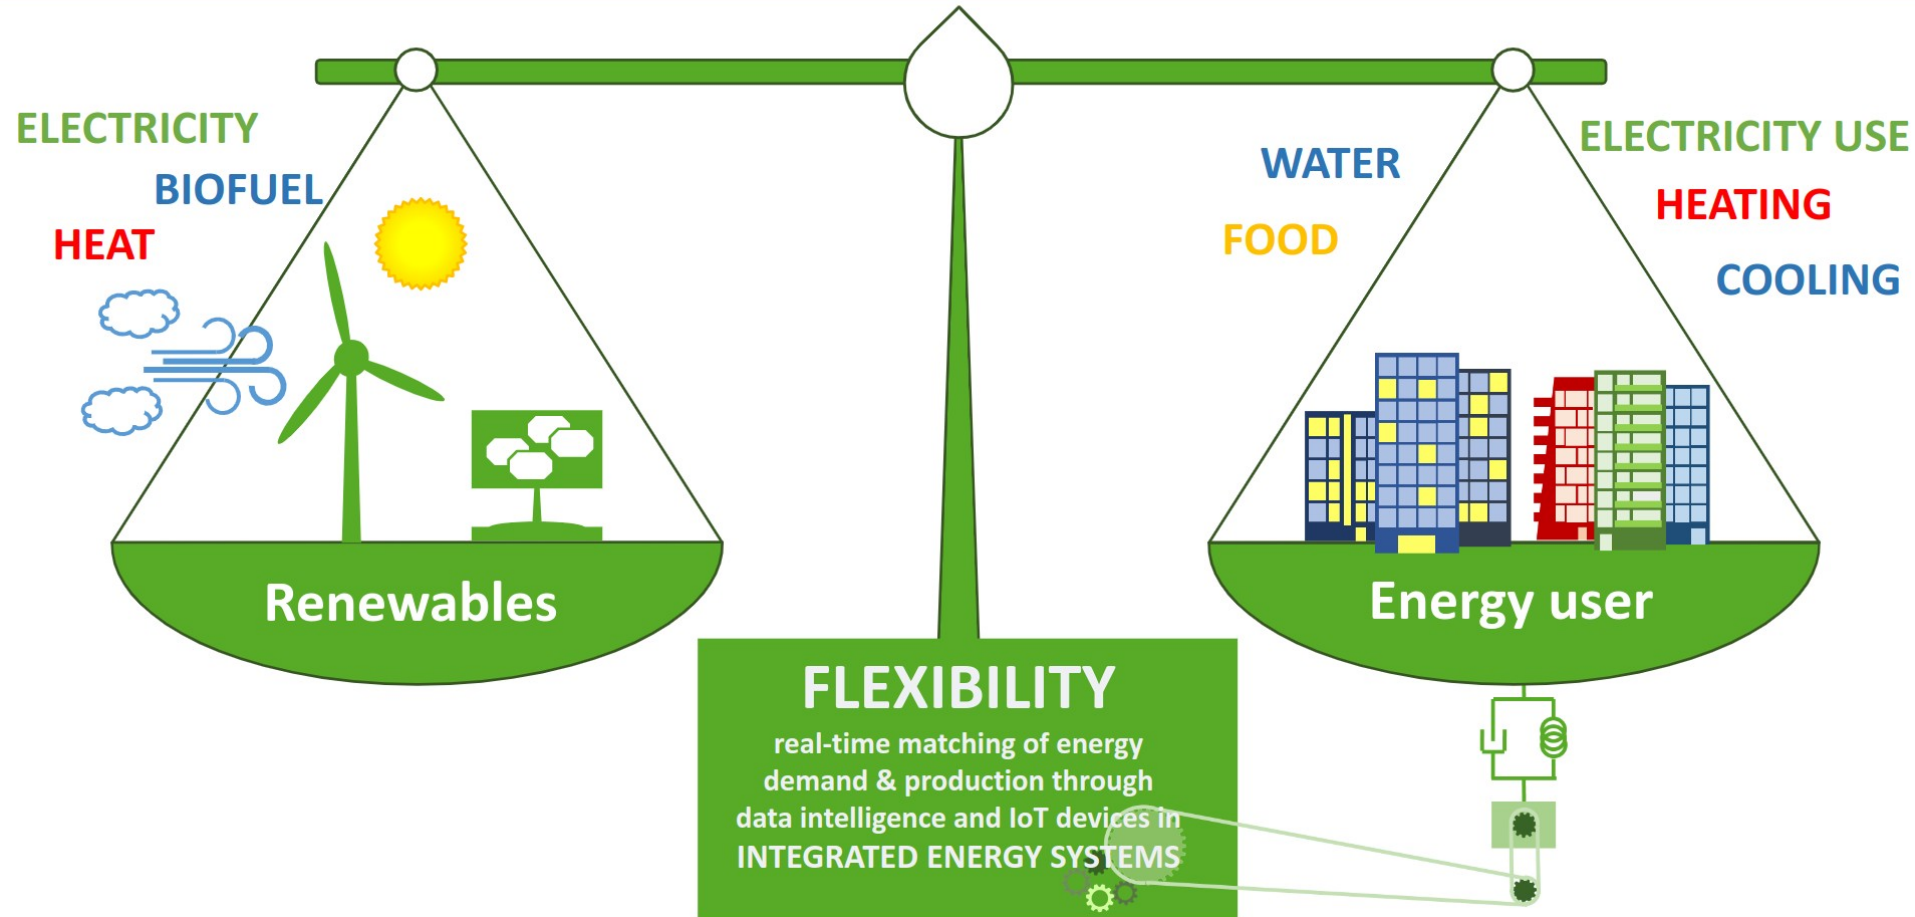 ELECTRICITY
BIOFUEL
HEAT
WATER
FOOD
ELECTRICITY USE
HEATING
COOLING
Renewables
Energy user
FLEXIBILITY
real-time matching of energy
demand & production through
data intelligence and IoT devices in
INTEGRATED ENERGY SYSTEMS